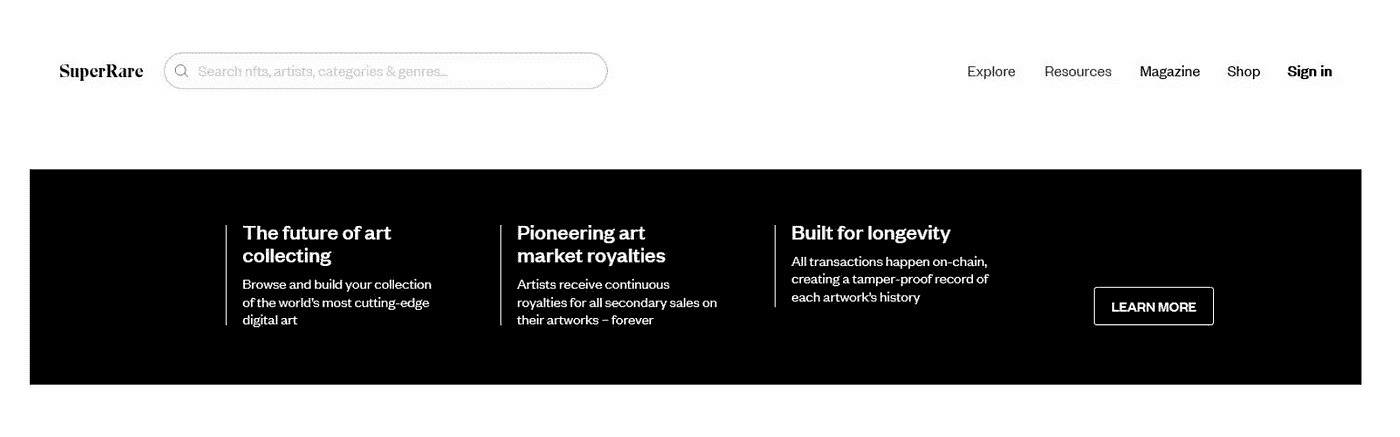 SuperRare
Search nfts, artists, categories & genres...
Explore
Resources
Magazine
Shop
Sign in
The future of art
collecting
Browse and build your collection
of the world's most cutting-edge
digital art
Pioneering art
market royalties
Artists receive continuous
royalties for all secondary sales on
their artworks – forever
Built for longevity
All transactions happen on-chain,
creating a tamper-proof record of
each artwork's history
LEARN MORE